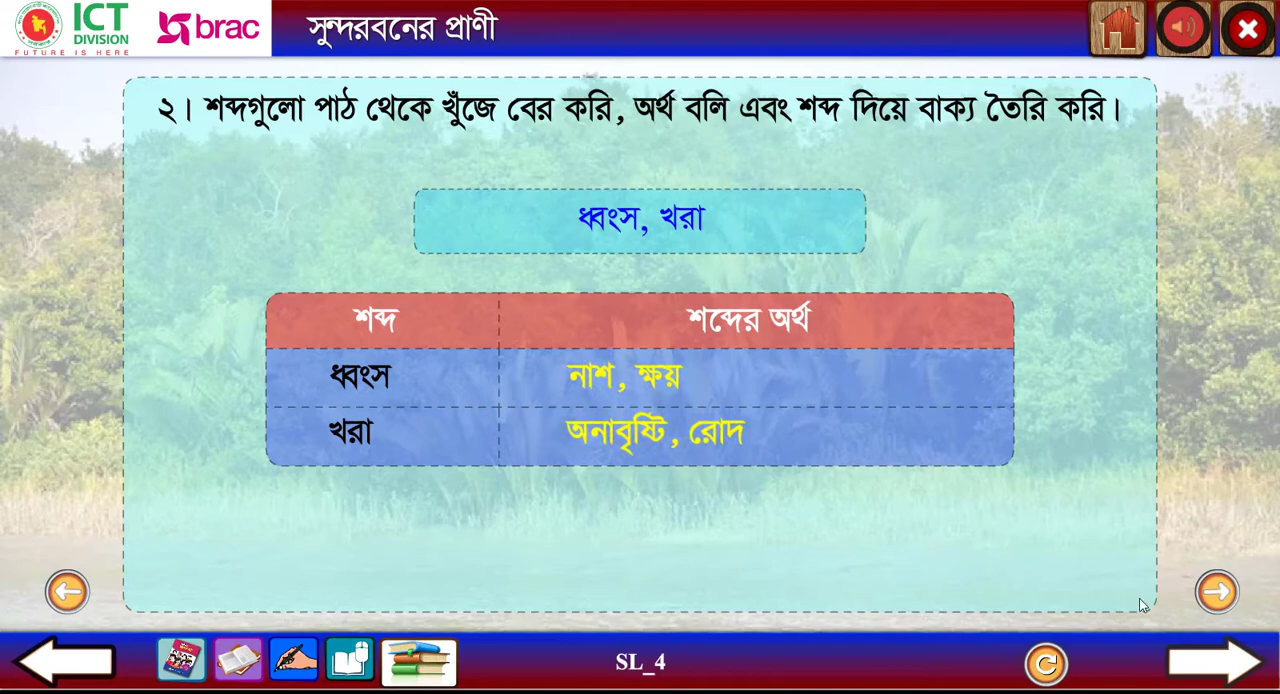 ICT
DIVISION
FUTURE IS HERE
brac
সুন্দরবনের প্রাণী
২। শব্দগুলো পাঠ থেকে খুঁজে বের করি, অর্থ বলি এবং শব্দ দিয়ে বাক্য তৈরি করি।
ধ্বংস, খরা
শব্দ শব্দের অর্থ
ধ্বংস নাশ, ক্ষয়
খরা অনাবৃষ্টি, রোদ
SL_4